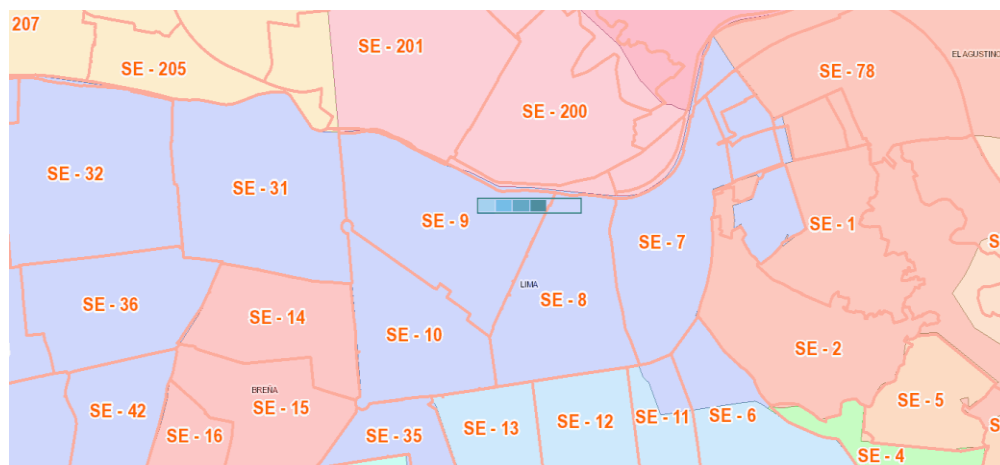 207
SE - 201
EL AGUSTINO
SE - 205
SE - 78
SE - 200
SE - 32
SE - 31
SE - 9
SE - 7
SE - 1
LIMA
SE - 36
SE - 8
SE - 14
SE - 10
SE - 2
BREÑA
SE - 42
SE - 15
SE - 5
SE - 16
SE - 35
SE - 13
SE - 12
SE - 11
SE - 6
SE - 4